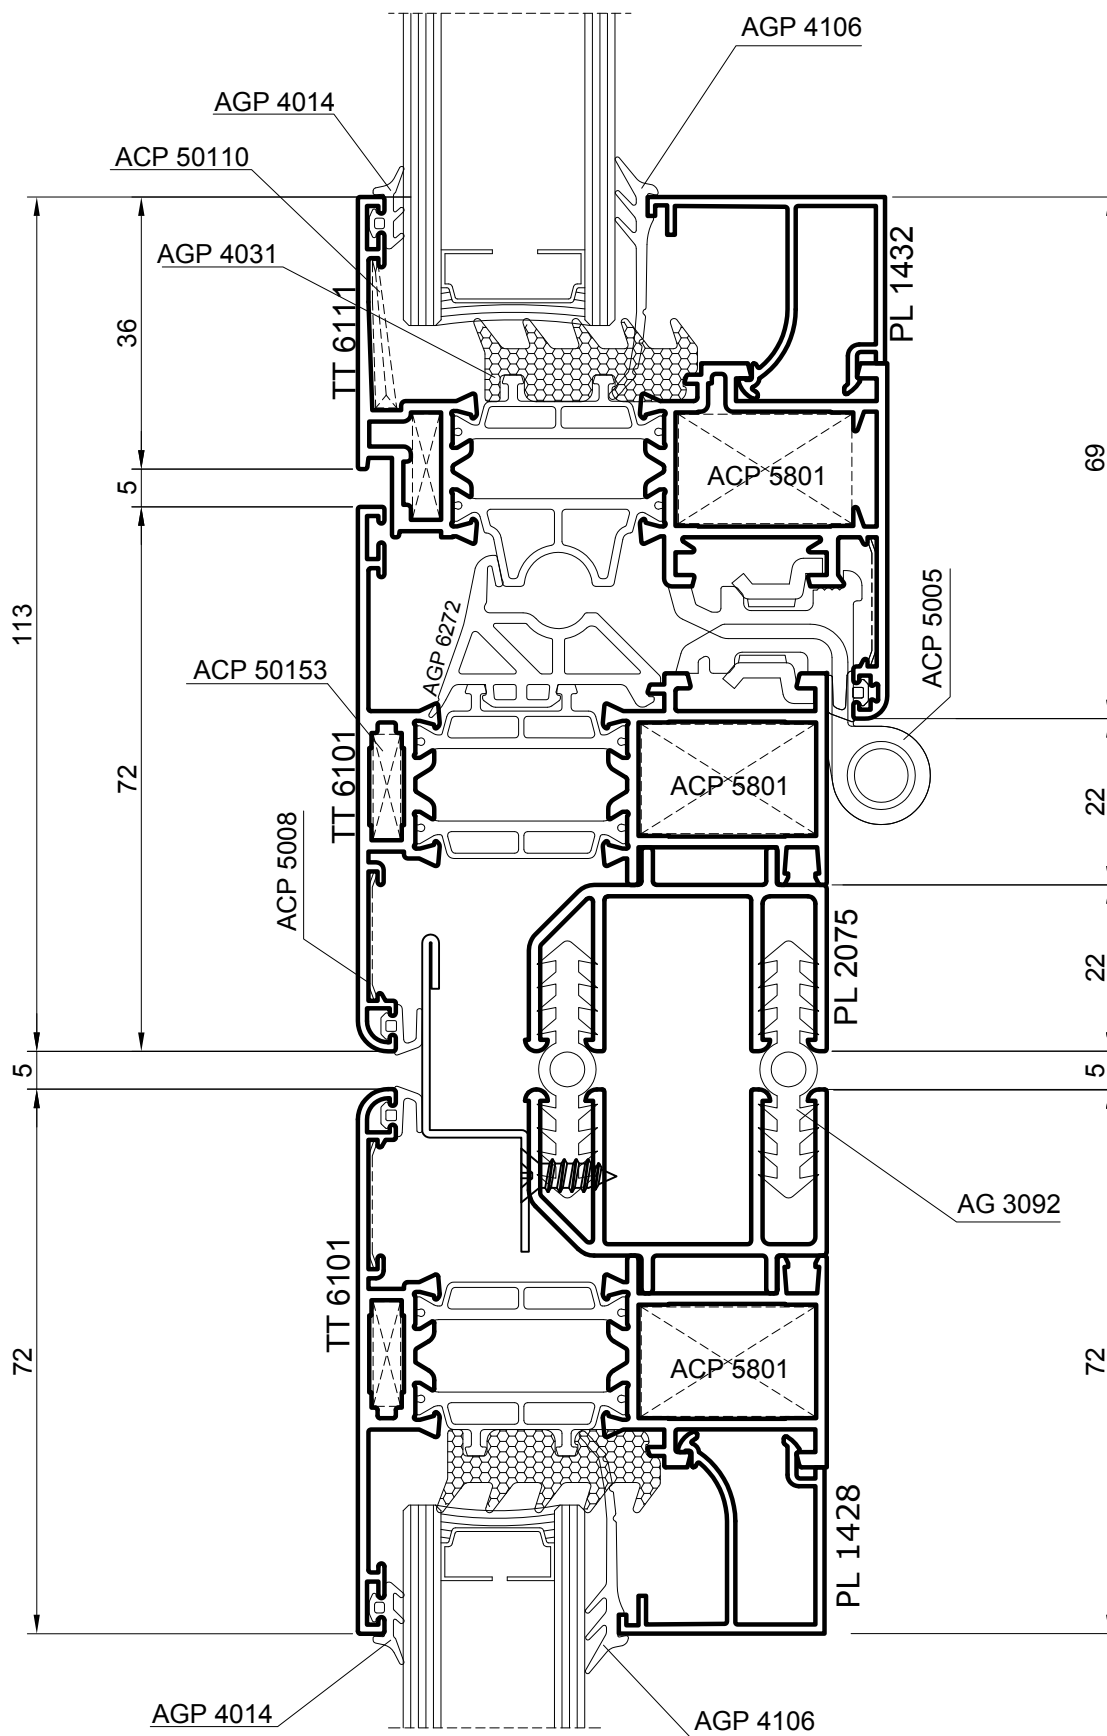 AGP 4106
AGP 4014
ACP 50110
AGP 4031
TT 6111
PL 1432
36
69
5
ACP 5801
113
AGP 6272
ACP 5005
ACP 50153
72
TT 6101
ACP 5801
22
ACP 5008
PL 2075
22
5
5
AG 3092
TT 6101
72
ACP 5801
72
PL 1428
AGP 4014
AGP 4106